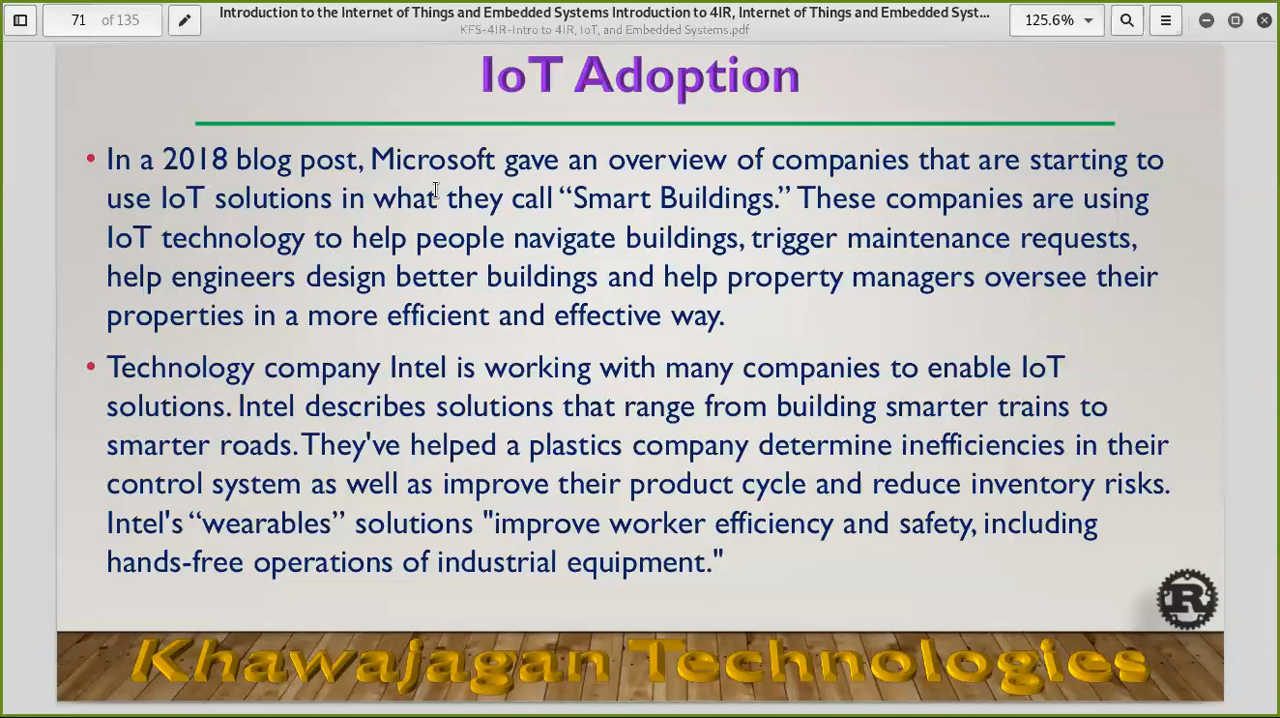 71 of 135
Introduction to the Internet of Things and Embedded Systems Introduction to 4IR, Internet of Things and Embedded Syst...
KFS-4IR-Intro to 4IR, IoT, and Embedded Systems.pdf
125.6%
IoT Adoption
• In a 2018 blog post, Microsoft gave an overview of companies that are starting to
use IoT solutions in what they call “Smart Buildings.” These companies are using
IoT technology to help people navigate buildings, trigger maintenance requests,
help engineers design better buildings and help property managers oversee their
properties in a more efficient and effective way.
• Technology company Intel is working with many companies to enable IoT
solutions. Intel describes solutions that range from building smarter trains to
smarter roads. They've helped a plastics company determine inefficiencies in their
control system as well as improve their product cycle and reduce inventory risks.
Intel's “wearables” solutions "improve worker efficiency and safety, including
hands-free operations of industrial equipment."
R
Khawajagan Technologies